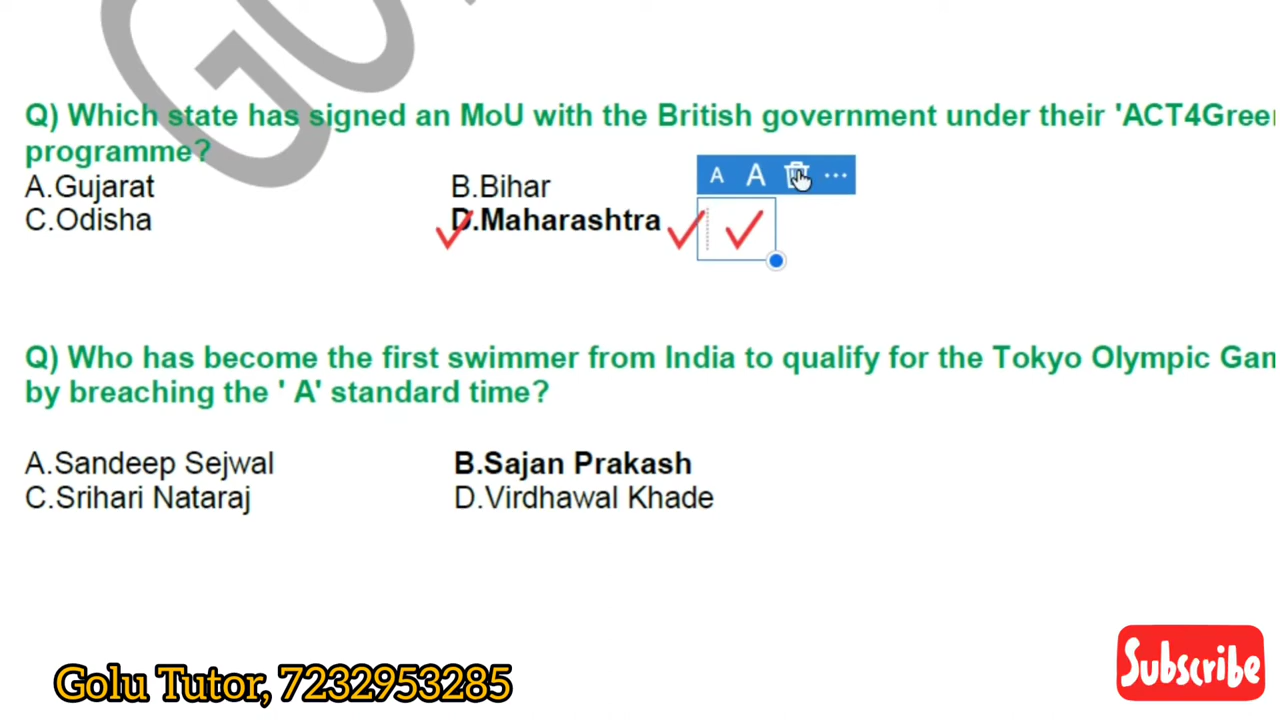 Q) Which state has signed an MoU with the British government under their 'ACT4Green
programme?
A.Gujarat B.Bihar
A A ...
C.Odisha D.Maharashtra
Q) Who has become the first swimmer from India to qualify for the Tokyo Olympic Gam
by breaching the ' A' standard time?
A.Sandeep Sejwal B.Sajan Prakash
C.Srihari Nataraj D.Virdhawal Khade
Subscribe
Golu Tutor, 7232953285